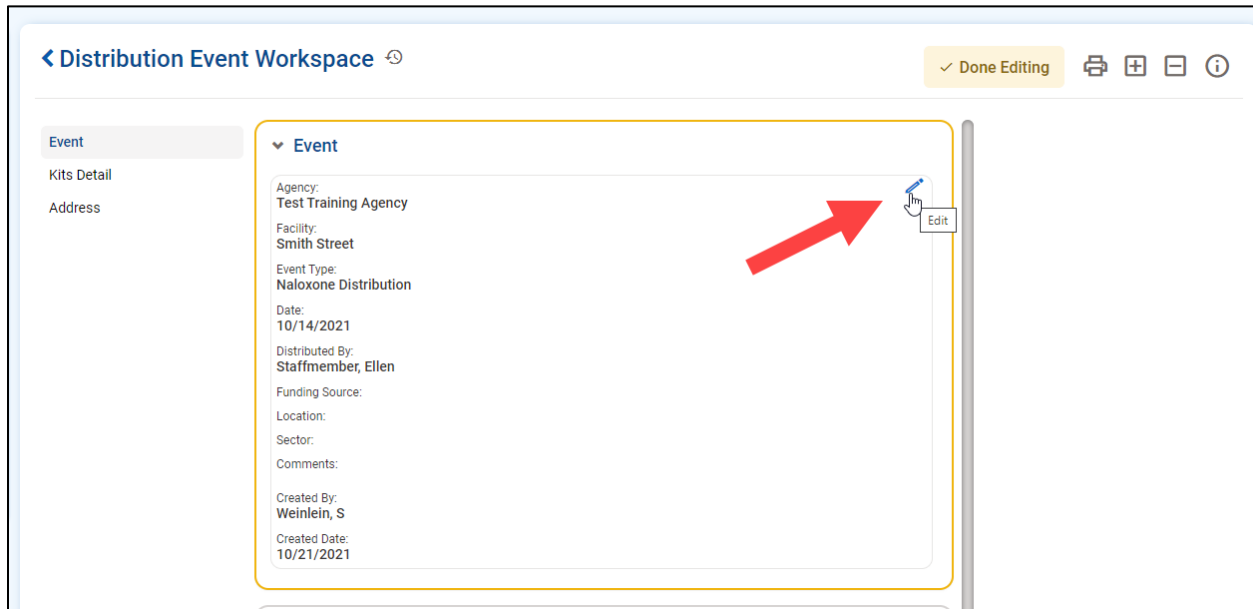 Distribution Event Workspace
Done Editing
Event
Kits Detail
Address
Event
Agency:
Test Training Agency
Facility:
Smith Street
Event Type:
Naloxone Distribution
Date:
10/14/2021
Distributed By:
Staffmember, Ellen
Funding Source:
Location:
Sector:
Comments:
Created By:
Weinlein, S
Created Date:
10/21/2021
Edit